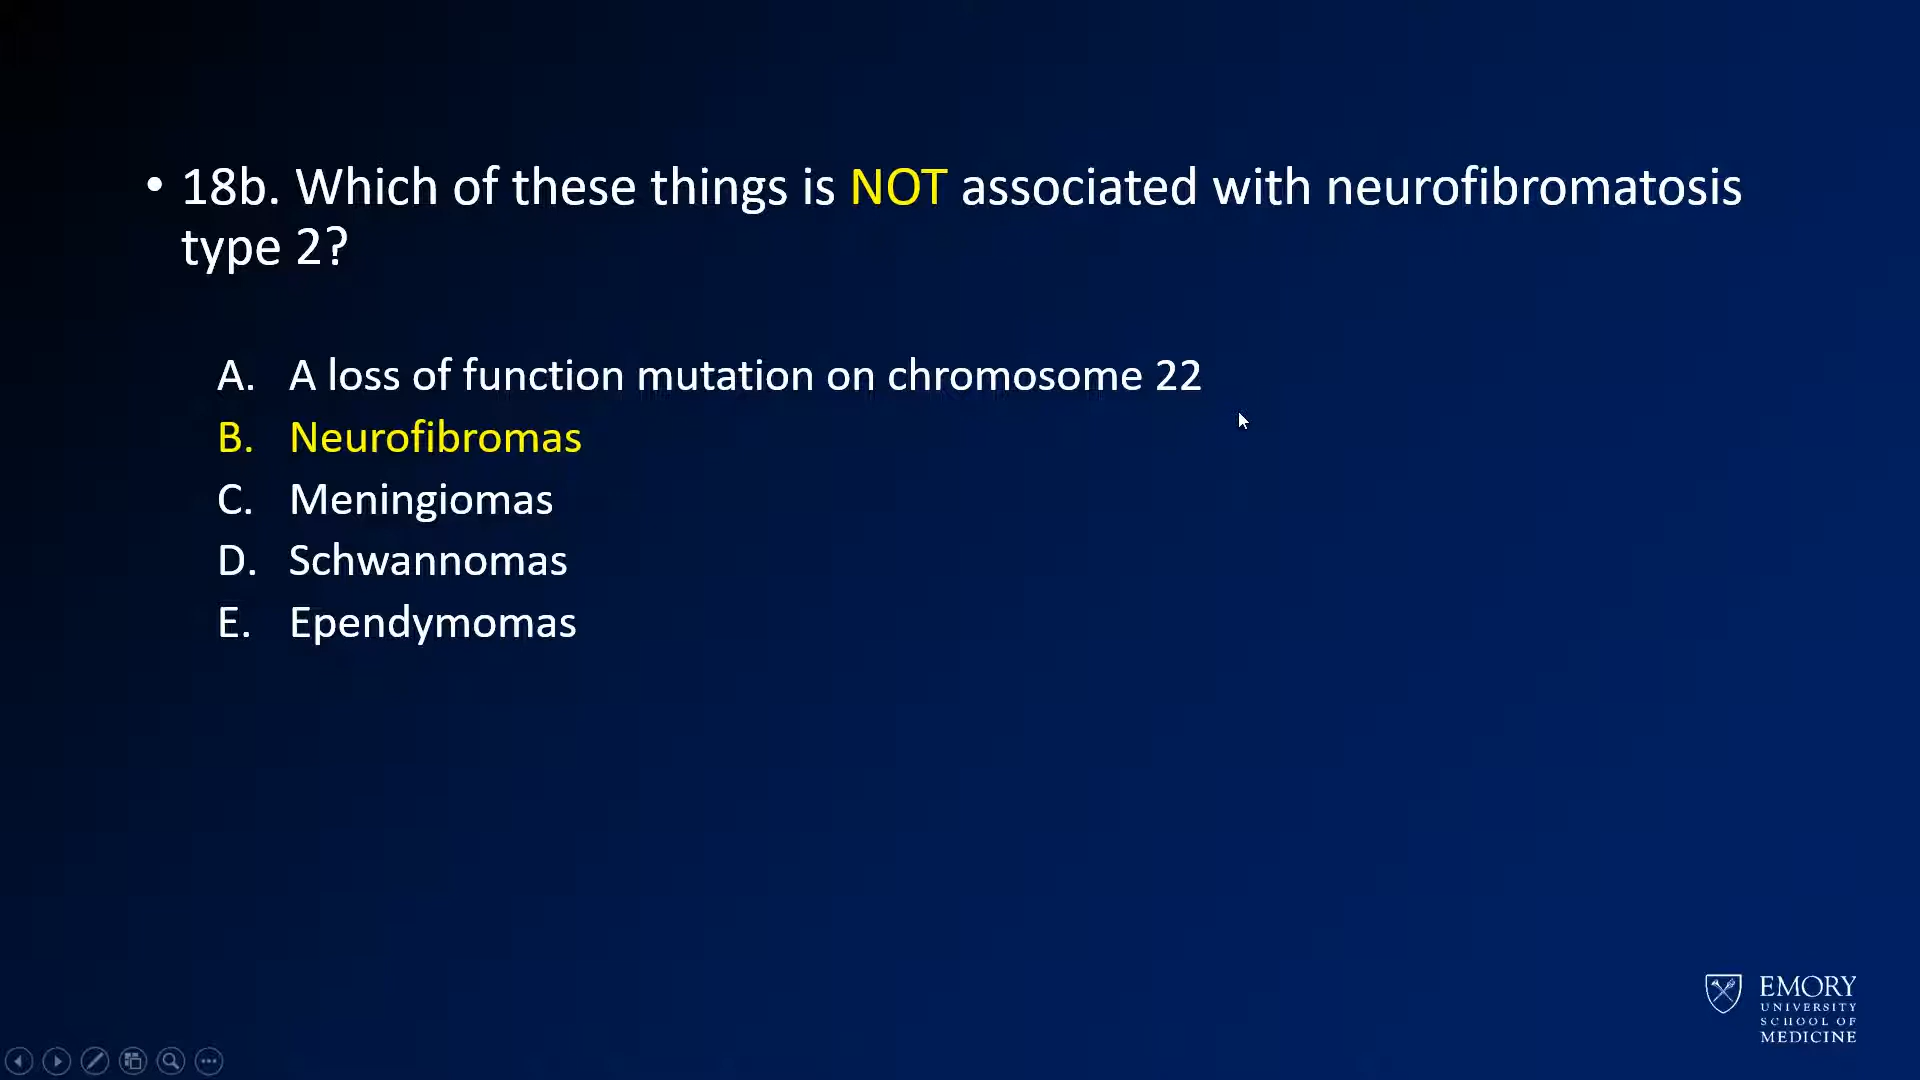 • 18b. Which of these things is NOT associated with neurofibromatosis
type 2?
A. A loss of function mutation on chromosome 22
B. Neurofibromas
C. Meningiomas
D. Schwannomas
E. Ependymomas
EMORY
UNIVERSITY
SCHOOL OF
MEDICINE